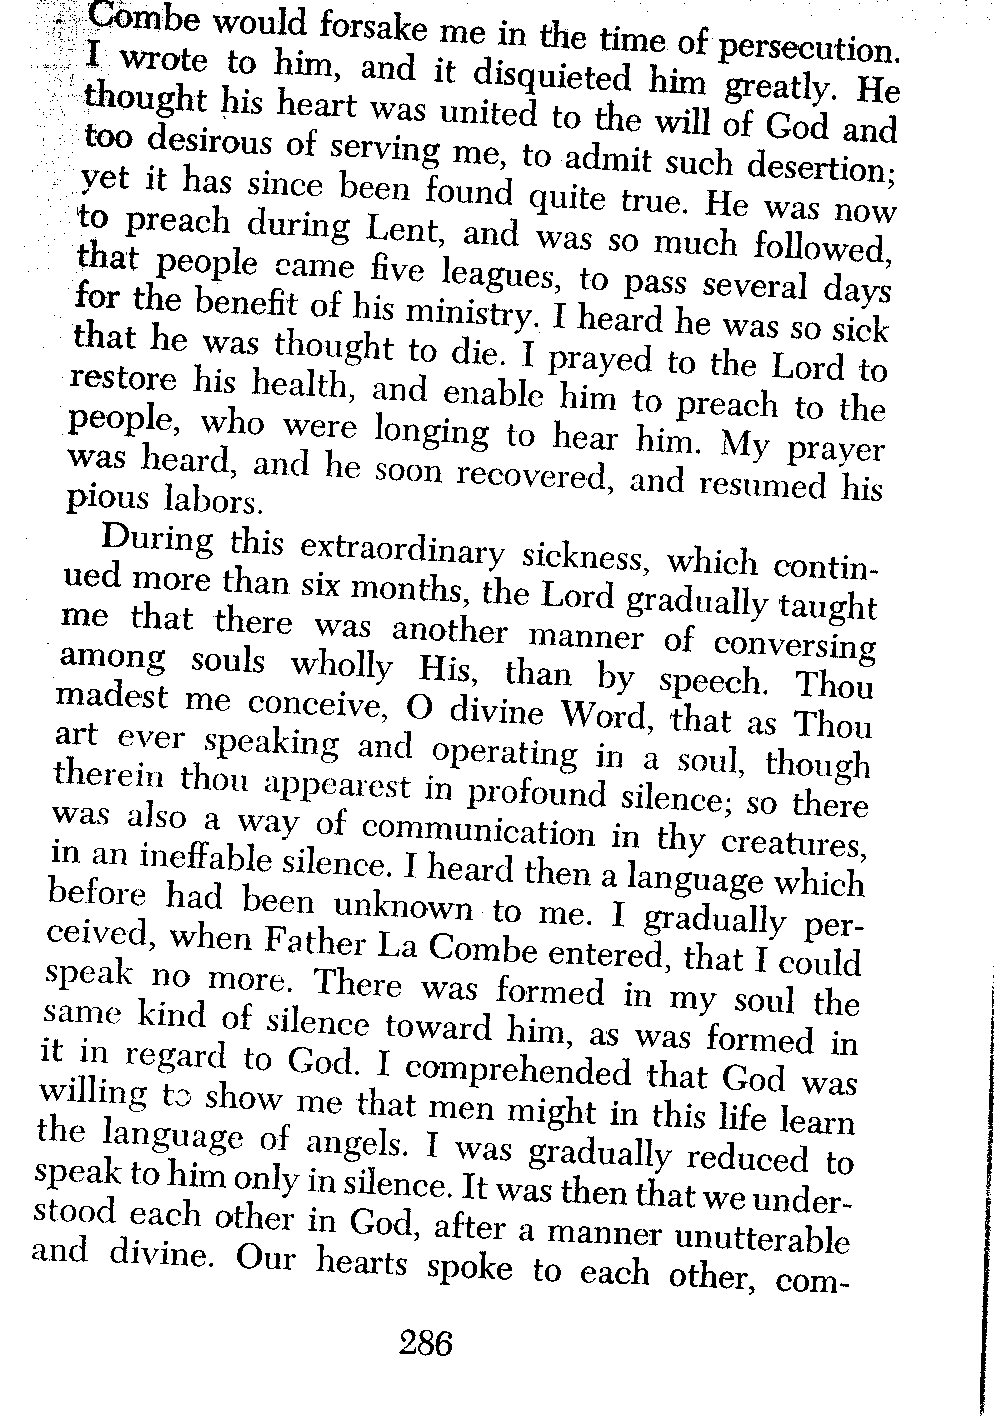 Combe would forsake me in the time of persecution.
I wrote to him, and it disquieted him greatly. He
thought his heart was united to the will of God and
too desirous of serving me, to admit such desertion;
yet it has since been found quite true. He was now
to preach during Lent, and was so much followed,
that people came five leagues, to pass several days
for the benefit of his ministry. I heard he was so sick
that he was thought to die. I prayed to the Lord to
restore his health, and enable him to preach to the
people, who were longing to hear him. My prayer
was heard, and he soon recovered, and resumed his
pious labors.
During this extraordinary sickness, which contin-
ued more than six months, the Lord gradually taught
me that there was another manner of conversing
among souls wholly His, than by speech. Thou
madest me conceive, O divine Word, that as Thou
art ever speaking and operating in a soul, though
therein thou appearest in profound silence; so there
was also a way of communication in thy creatures,
in an ineffable silence. I heard then a language which
before had been unknown to me. I gradually per-
ceived, when Father La Combe entered, that I could
speak no more. There was formed in my soul the
same kind of silence toward him, as was formed in
it in regard to God. I comprehended that God was
willing to show me that men might in this life learn
the language of angels. I was gradually reduced to
speak to him only in silence. It was then that we under-
stood each other in God, after a manner unutterable
and divine. Our hearts spoke to each other, com-
286